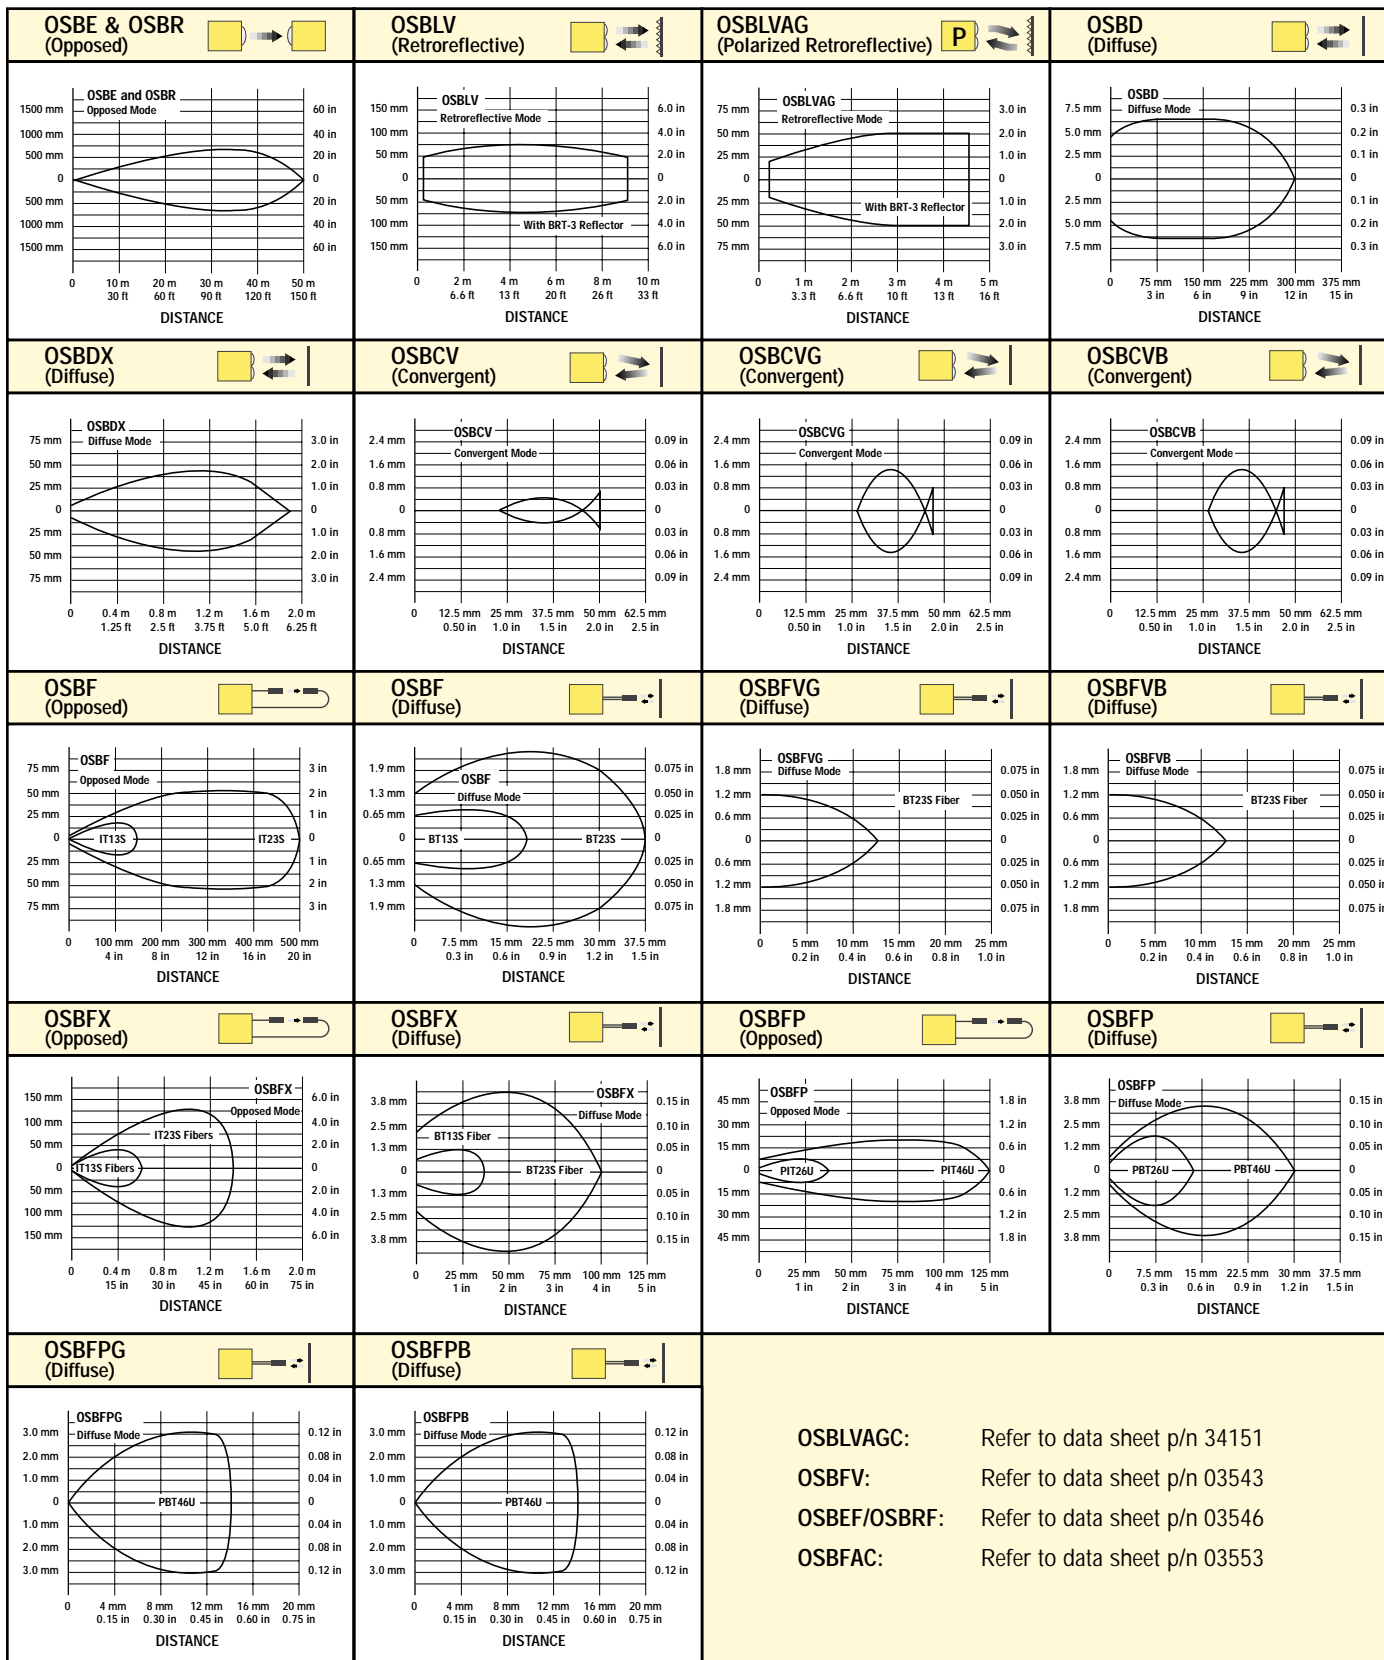 OSBE & OSBR
(Opposed)
OSBLV
(Retroreflective)
OSBLVAG
(Polarized Retroreflective)
P
OSBD
(Diffuse)
OSBE and OSBR
Opposed Mode
1500 mm
1000 mm
500 mm
0
500 mm
1000 mm
1500 mm
60 in
40 in
20 in
0
20 in
40 in
60 in
0 10 m 20 m 30 m 40 m 50 m
30 ft 60 ft 90 ft 120 ft 150 ft
DISTANCE
OSBLV
Retroreflective Mode
With BRT-3 Reflector
150 mm
100 mm
50 mm
0
50 mm
100 mm
150 mm
6.0 in
4.0 in
2.0 in
0
2.0 in
4.0 in
6.0 in
0 2 m 4 m 6 m 8 m 10 m
6.6 ft 13 ft 20 ft 26 ft 33 ft
DISTANCE
OSBLVAG
Retroreflective Mode
With BRT-3 Reflector
75 mm
50 mm
25 mm
0
25 mm
50 mm
75 mm
3.0 in
2.0 in
1.0 in
0
1.0 in
2.0 in
3.0 in
0 1 m 2 m 3 m 4 m 5 m
3.3 ft 6.6 ft 10 ft 13 ft 16 ft
DISTANCE
OSBD
Diffuse Mode
7.5 mm
5.0 mm
2.5 mm
0
2.5 mm
5.0 mm
7.5 mm
0.3 in
0.2 in
0.1 in
0
0.1 in
0.2 in
0.3 in
0 75 mm 150 mm 225 mm 300 mm 375 mm
3 in 6 in 9 in 12 in 15 in
DISTANCE
OSBDX
(Diffuse)
OSBCV
(Convergent)
OSBCVG
(Convergent)
OSBCVB
(Convergent)
OSBDX
Diffuse Mode
75 mm
50 mm
25 mm
0
25 mm
50 mm
75 mm
3.0 in
2.0 in
1.0 in
0
1.0 in
2.0 in
3.0 in
0 0.4 m 0.8 m 1.2 m 1.6 m 2.0 m
1.25 ft 2.5 ft 3.75 ft 5.0 ft 6.25 ft
DISTANCE
OSBCV
Convergent Mode
2.4 mm
1.6 mm
0.8 mm
0
0.8 mm
1.6 mm
2.4 mm
0.09 in
0.06 in
0.03 in
0
0.03 in
0.06 in
0.09 in
0 12.5 mm 25 mm 37.5 mm 50 mm 62.5 mm
0.50 in 1.0 in 1.5 in 2.0 in 2.5 in
DISTANCE
OSBCVG
Convergent Mode
2.4 mm
1.6 mm
0.8 mm
0
0.8 mm
1.6 mm
2.4 mm
0.09 in
0.06 in
0.03 in
0
0.03 in
0.06 in
0.09 in
0 12.5 mm 25 mm 37.5 mm 50 mm 62.5 mm
0.50 in 1.0 in 1.5 in 2.0 in 2.5 in
DISTANCE
OSBCVB
Convergent Mode
2.4 mm
1.6 mm
0.8 mm
0
0.8 mm
1.6 mm
2.4 mm
0.09 in
0.06 in
0.03 in
0
0.03 in
0.06 in
0.09 in
0 12.5 mm 25 mm 37.5 mm 50 mm 62.5 mm
0.50 in 1.0 in 1.5 in 2.0 in 2.5 in
DISTANCE
OSBF
(Opposed)
OSBF
(Diffuse)
OSBFVG
(Diffuse)
OSBFVB
(Diffuse)
OSBF
Opposed Mode
IT13S
IT23S
75 mm
50 mm
25 mm
0
25 mm
50 mm
75 mm
3 in
2 in
1 in
0
1 in
2 in
3 in
0 100 mm 200 mm 300 mm 400 mm 500 mm
4 in 8 in 12 in 16 in 20 in
DISTANCE
OSBF
Diffuse Mode
BT13S
BT23S
1.9 mm
1.3 mm
0.65 mm
0
0.65 mm
1.3 mm
1.9 mm
0.075 in
0.050 in
0.025 in
0
0.025 in
0.050 in
0.075 in
0 7.5 mm 15 mm 22.5 mm 30 mm 37.5 mm
0.3 in 0.6 in 0.9 in 1.2 in 1.5 in
DISTANCE
OSBFVG
Diffuse Mode
BT23S Fiber
1.8 mm
1.2 mm
0.6 mm
0
0.6 mm
1.2 mm
1.8 mm
0.075 in
0.050 in
0.025 in
0
0.025 in
0.050 in
0.075 in
0 5 mm 10 mm 15 mm 20 mm 25 mm
0.2 in 0.4 in 0.6 in 0.8 in 1.0 in
DISTANCE
OSBFVB
Diffuse Mode
BT23S Fiber
1.8 mm
1.2 mm
0.6 mm
0
0.6 mm
1.2 mm
1.8 mm
0.075 in
0.050 in
0.025 in
0
0.025 in
0.050 in
0.075 in
0 5 mm 10 mm 15 mm 20 mm 25 mm
0.2 in 0.4 in 0.6 in 0.8 in 1.0 in
DISTANCE
OSBFX
(Opposed)
OSBFX
(Diffuse)
OSBFP
(Opposed)
OSBFP
(Diffuse)
OSBFX
Opposed Mode
IT23S Fibers
IT13S Fibers
150 mm
100 mm
50 mm
0
50 mm
100 mm
150 mm
6.0 in
4.0 in
2.0 in
0
2.0 in
4.0 in
6.0 in
0 0.4 m 0.8 m 1.2 m 1.6 m 2.0 m
15 in 30 in 45 in 60 in 75 in
DISTANCE
OSBFX
Diffuse Mode
BT13S Fiber
BT23S Fiber
3.8 mm
2.5 mm
1.3 mm
0
1.3 mm
2.5 mm
3.8 mm
0.15 in
0.10 in
0.05 in
0
0.05 in
0.10 in
0.15 in
0 25 mm 50 mm 75 mm 100 mm 125 mm
1 in 2 in 3 in 4 in 5 in
DISTANCE
OSBFP
Opposed Mode
PIT26U
PIT46U
45 mm
30 mm
15 mm
0
15 mm
30 mm
45 mm
1.8 in
1.2 in
0.6 in
0
0.6 in
1.2 in
1.8 in
0 25 mm 50 mm 75 mm 100 mm 125 mm
1 in 2 in 3 in 4 in 5 in
DISTANCE
OSBFP
Diffuse Mode
PBT26U
PBT46U
3.8 mm
2.5 mm
1.2 mm
0
1.2 mm
2.5 mm
3.8 mm
0.15 in
0.10 in
0.05 in
0
0.05 in
0.10 in
0.15 in
0 7.5 mm 15 mm 22.5 mm 30 mm 37.5 mm
0.3 in 0.6 in 0.9 in 1.2 in 1.5 in
DISTANCE
OSBFPG
(Diffuse)
OSBFPB
(Diffuse)
OSBFPG
Diffuse Mode
PBT46U
3.0 mm
2.0 mm
1.0 mm
0
1.0 mm
2.0 mm
3.0 mm
0.12 in
0.08 in
0.04 in
0
0.04 in
0.08 in
0.12 in
0 4 mm 8 mm 12 mm 16 mm 20 mm
0.15 in 0.30 in 0.45 in 0.60 in 0.75 in
DISTANCE
OSBFPB
Diffuse Mode
PBT46U
3.0 mm
2.0 mm
1.0 mm
0
1.0 mm
2.0 mm
3.0 mm
0.12 in
0.08 in
0.04 in
0
0.04 in
0.08 in
0.12 in
0 4 mm 8 mm 12 mm 16 mm 20 mm
0.15 in 0.30 in 0.45 in 0.60 in 0.75 in
DISTANCE
OSBLVAGC: Refer to data sheet p/n 34151
OSBFV: Refer to data sheet p/n 03543
OSBEF/OSBRF: Refer to data sheet p/n 03546
OSBFAC: Refer to data sheet p/n 03553